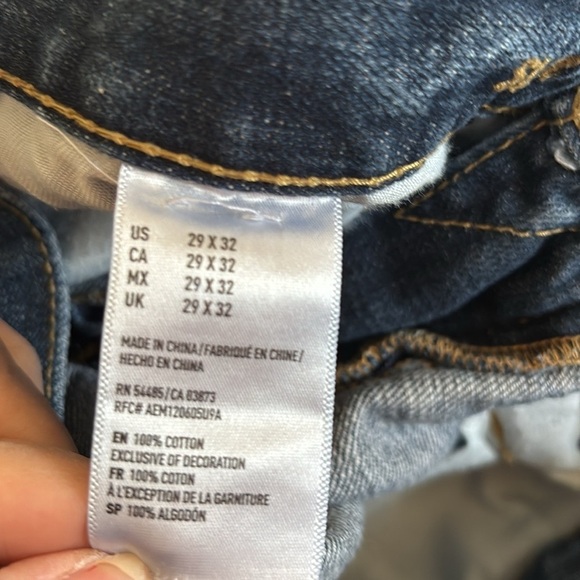 US 29 X 32
CA 29 X 32
MX 29 X 32
UK 29 X 32
MADE IN CHINA/FABRIQUÉ EN CHINE/
HECHO EN CHINA
RN 54485/CA 03873
RFC# AEM120605U9A
EN 100% COTTON
EXCLUSIVE OF DECORATION
FR 100% COTON
À L'EXCEPTION DE LA GARNITURE
SP 100% ALGODÓN